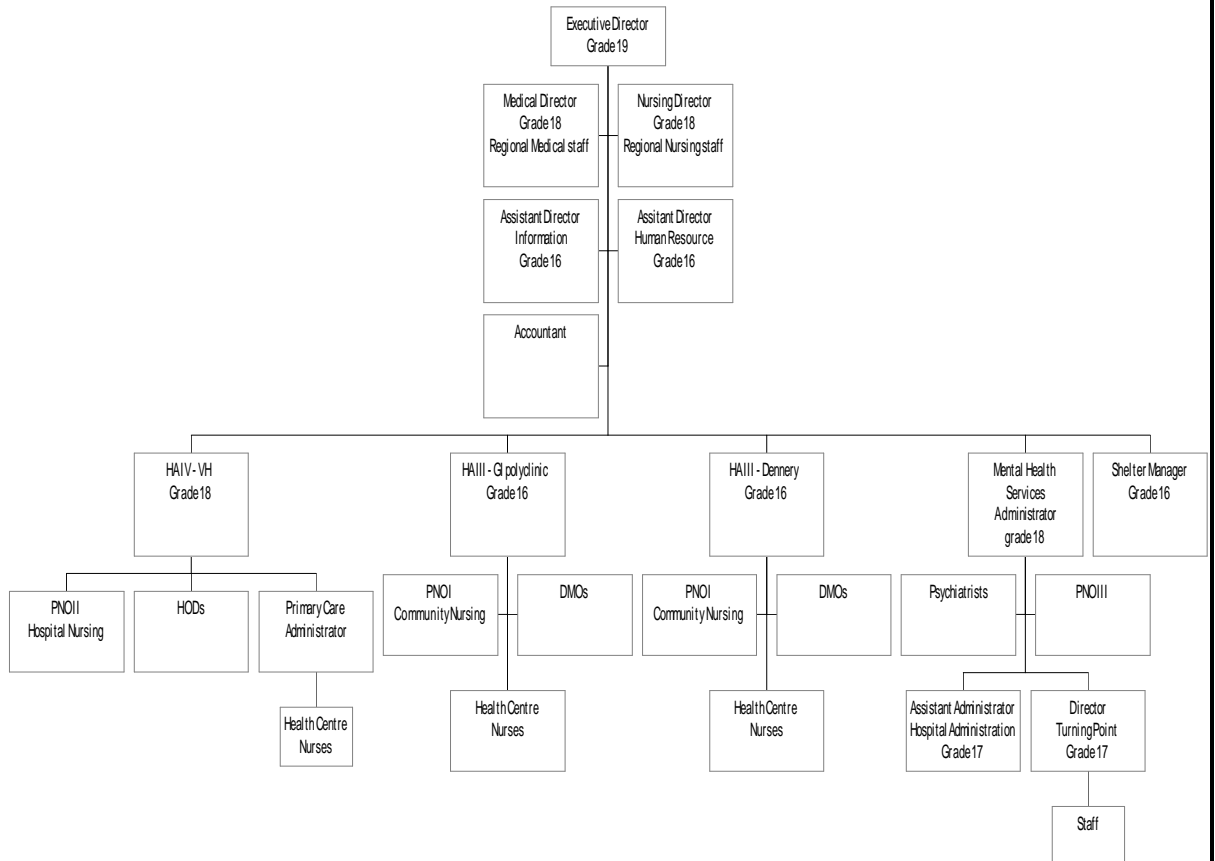 Executive Director
Grade 19
Medical Director
Grade 18
Regional Medical staff
Nursing Director
Grade 18
Regional Nursing staff
Assistant Director
Information
Grade 16
Assitant Director
Human Resource
Grade 16
Accountant
HAIV - VH
Grade 18
HAIII - GI polyclinic
Grade 16
HAIII - Dennery
Grade 16
Mental Health
Services
Administrator
grade 18
Shelter Manager
Grade 16
PNOII
Hospital Nursing
HODs
Primary Care
Administrator
PNOI
Community Nursing
DMOs
PNOI
Community Nursing
DMOs
Psychiatrists
PNOIII
Health Centre
Nurses
Health Centre
Nurses
Health Centre
Nurses
Assistant Administrator
Hospital Administration
Grade 17
Director
Turning Point
Grade 17
Staff